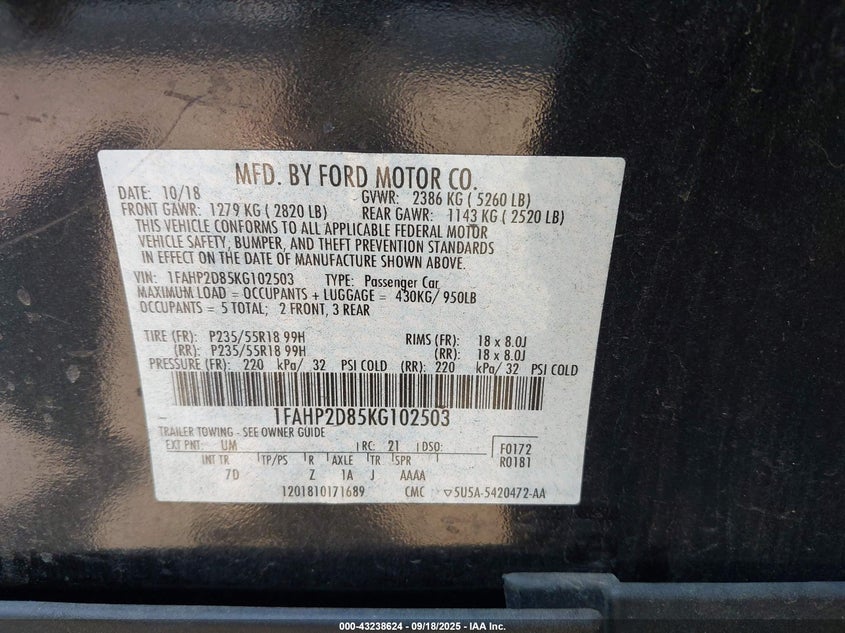 MFD. BY FORD MOTOR CO.
DATE: 10/18 GVWR: 2386 KG ( 5260 LB)
FRONT GAWR: 1279 KG ( 2820 LB) REAR GAWR: 1143 KG ( 2520 LB)
THIS VEHICLE CONFORMS TO ALL APPLICABLE FEDERAL MOTOR
VEHICLE SAFETY, BUMPER, AND THEFT PREVENTION STANDARDS
IN EFFECT ON THE DATE OF MANUFACTURE SHOWN ABOVE.
VIN: 1FAHP2D85KG102503 TYPE: Passenger Car
MAXIMUM LOAD = OCCUPANTS + LUGGAGE = 430KG/ 950LB
OCCUPANTS = 5 TOTAL; 2 FRONT, 3 REAR
TIRE (FR): P235/55R18 99H RIMS (FR): 18 x 8.0J
(RR): P235/55R18 99H (RR): 18 x 8.0J
PRESSURE (FR): 220 kPa/ 32 PSI COLD (RR): 220 kPa/ 32 PSI COLD
1FAHP2D85KG102503
TRAILER TOWING - SEE OWNER GUIDE
EXT PNT: UM RC: 21 DSO: F0172
INT TR TP/PS R AXLE TR SPR R0181
7D Z 1A J AAAA
1201810171689 CMC ▽5U5A-5420472-AA
000-43238624 - 09/18/2025 - IAA Inc.